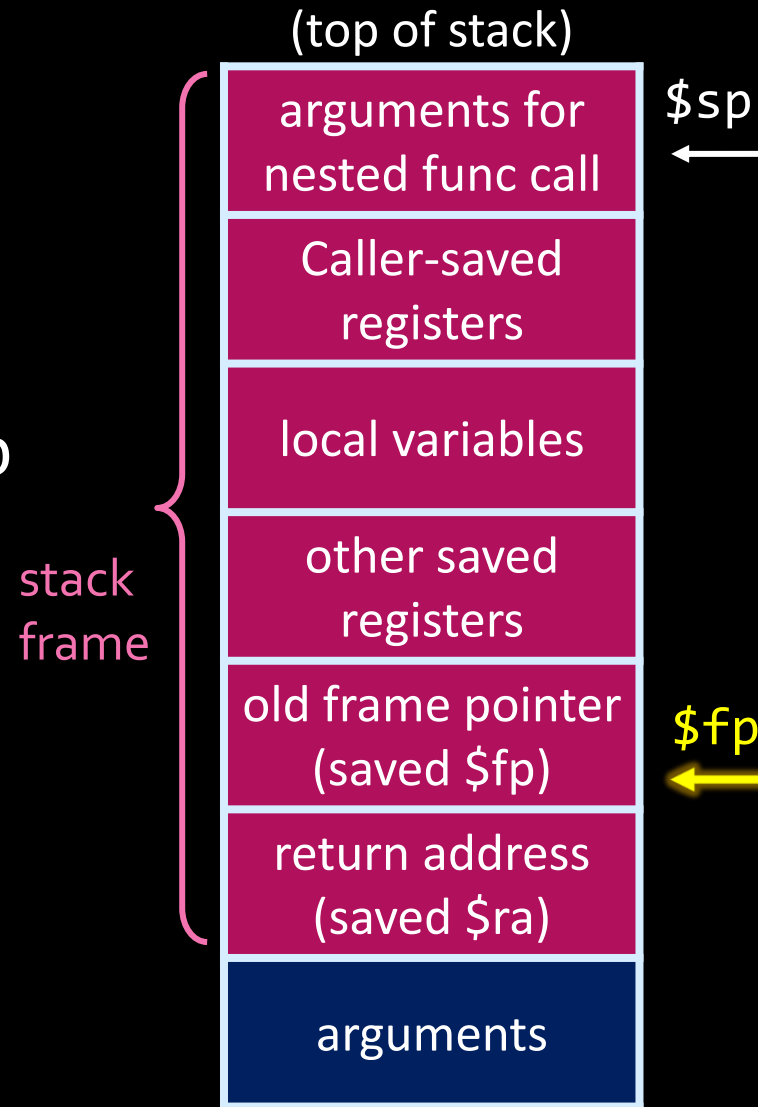 (top of stack)
arguments for
nested func call
$sp
Caller-saved
registers
local variables
other saved
registers
stack
frame
old frame pointer
(saved $fp)
$fp
return address
(saved $ra)
arguments